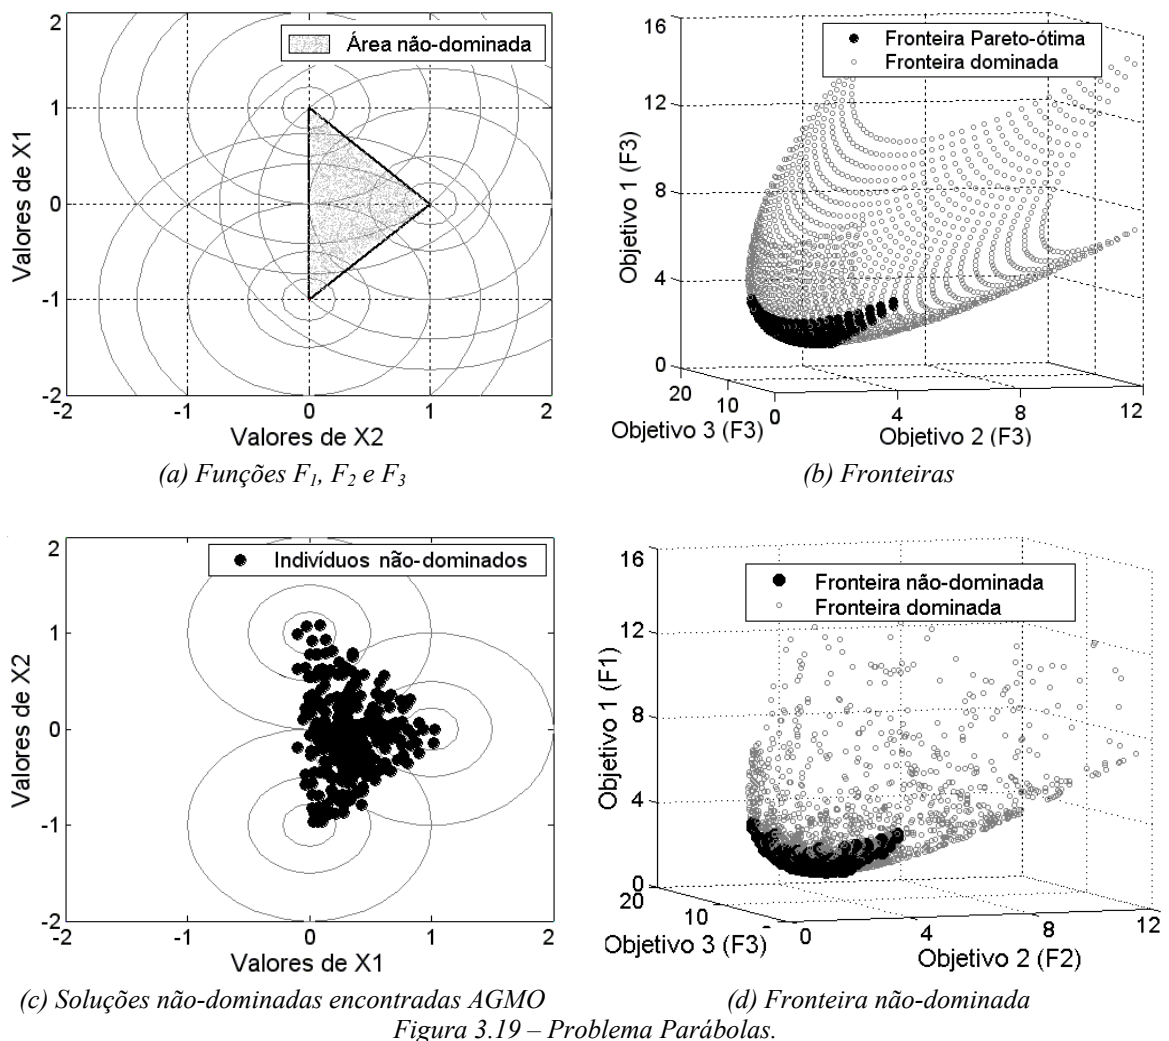 2
1
0
-1
-2
-2
-1
0
1
2
Valores de X1
Valores de X2
Área não-dominada
(a) Funções F1, F2 e F3
16
12
8
4
0
20
10
0
4
8
12
Objetivo 1 (F3)
Objetivo 3 (F3)
Objetivo 2 (F3)
Fronteira Pareto-ótima
Fronteira dominada
(b) Fronteiras
2
1
0
-1
-2
-2
-1
0
1
2
Valores de X2
Valores de X1
Indivíduos não-dominados
(c) Soluções não-dominadas encontradas AGMO
16
12
8
4
0
20
10
0
4
8
12
Objetivo 1 (F1)
Objetivo 3 (F3)
Objetivo 2 (F2)
Fronteira não-dominada
Fronteira dominada
(d) Fronteira não-dominada
Figura 3.19 – Problema Parábolas.